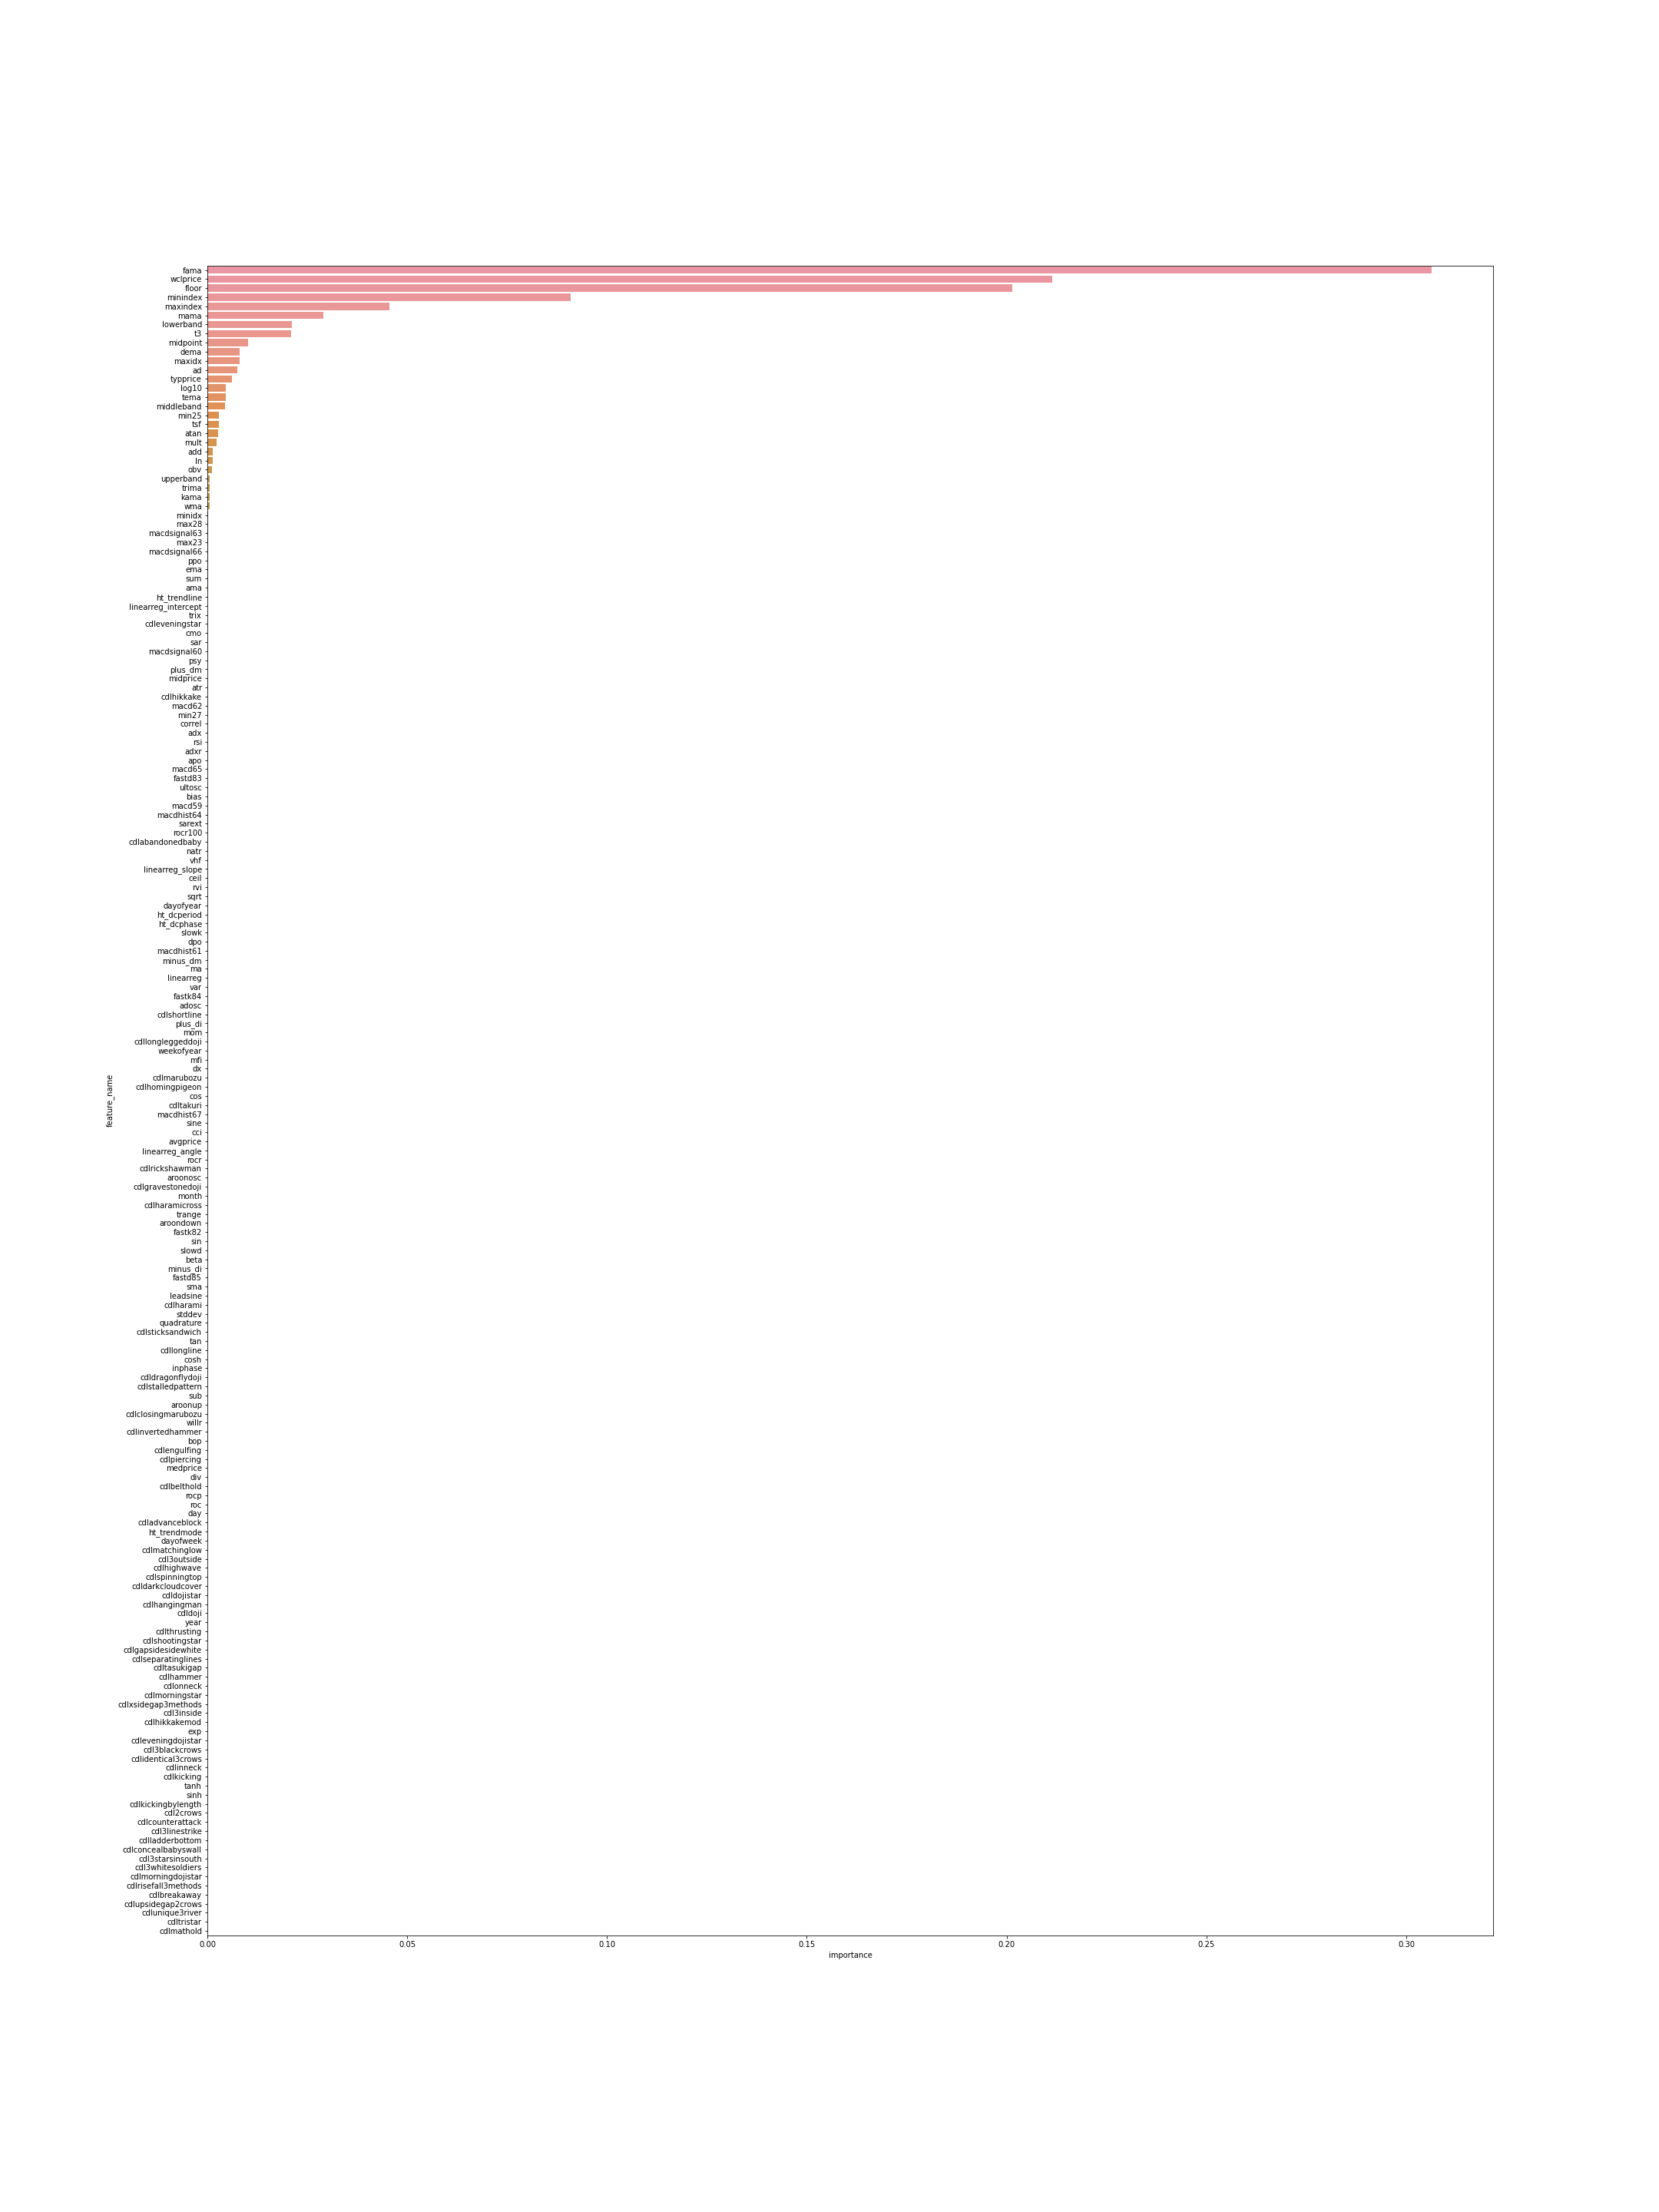 fama
wclprice
floor
minindex
maxindex
mama
lowerband
t3
midpoint
dema
maxidx
ad
typprice
log10
tema
middleband
min25
tsf
atan
mult
add
ln
obv
upperband
trima
kama
wma
minidx
max28
macdsignal63
max23
macdsignal66
ppo
ema
sum
ama
ht_trendline
linearreg_intercept
trix
cdleveningstar
cmo
sar
macdsignal60
psy
plus_dm
midprice
atr
cdlhikkake
macd62
min27
correl
adx
rsi
adxr
apo
macd65
fastd83
ultosc
bias
macd59
macdhist64
sarext
rocr100
cdlabandonedbaby
natr
vhf
linearreg_slope
ceil
rvi
sqrt
dayofyear
ht_dcperiod
ht_dcphase
slowk
dpo
macdhist61
minus_dm
ma
linearreg
var
fastk84
adosc
cdlshortline
plus_di
mom
cdllongleggeddoji
weekofyear
mfi
dx
cdlmarubozu
cdlhomingpigeon
cos
cdltakuri
macdhist67
sine
cci
avgprice
linearreg_angle
rocr
cdlrickshawman
aroonosc
cdlgravestonedoji
month
cdlharamicross
trange
aroondown
fastk82
sin
slowd
beta
minus_di
fastd85
sma
leadsine
cdlharami
stddev
quadrature
cdlsticksandwich
tan
cdllongline
cosh
inphase
cdldragonflydoji
cdlstalledpattern
sub
aroonup
cdlclosingmarubozu
willr
cdlinvertedhammer
bop
cdlengulfing
cdlpiercing
medprice
div
cdlbelthold
rocp
roc
day
cdladvanceblock
ht_trendmode
dayofweek
cdlmatchinglow
cdl3outside
cdlhighwave
cdlspinningtop
cdldarkcloudcover
cdldojistar
cdlhangingman
cdldoji
year
cdlthrusting
cdlshootingstar
cdlgapsidesidewhite
cdlseparatinglines
cdltasukigap
cdlhammer
cdlonneck
cdlmorningstar
cdlxsidegap3methods
cdl3inside
cdlhikkakemod
exp
cdleveningdojistar
cdl3blackcrows
cdlidentical3crows
cdlinneck
cdlkicking
tanh
sinh
cdlkickingbylength
cdl2crows
cdlcounterattack
cdl3linestrike
cdlladderbottom
cdlconcealbabyswall
cdl3starsinsouth
cdl3whitesoldiers
cdlmorningdojistar
cdlrisefall3methods
cdlbreakaway
cdlupsidegap2crows
cdlunique3river
cdltristar
cdlmathold
feature_name
0.00 0.05 0.10 0.15 0.20 0.25 0.30
importance